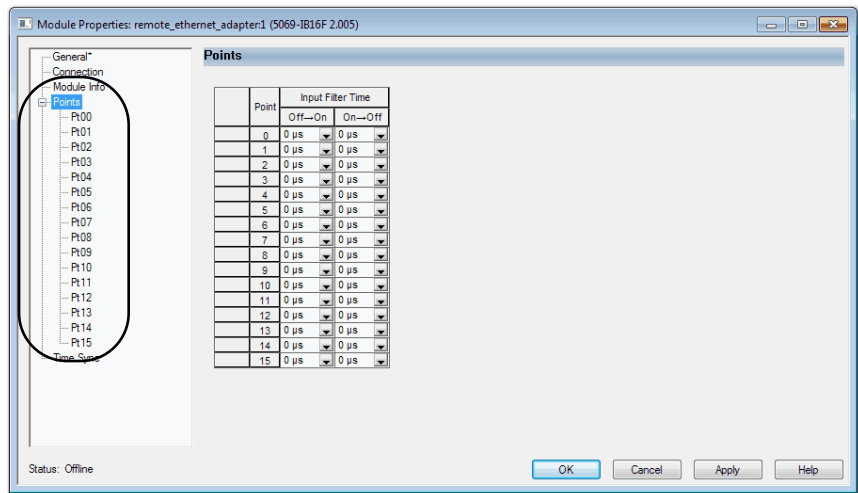 Module Properties: remote_ethernet_adapter:1 (5069-IB16F 2.005)
General*
Connection
Module Info
Points
Pt00
Pt01
Pt02
Pt03
Pt04
Pt05
Pt06
Pt07
Pt08
Pt09
Pt10
Pt11
Pt12
Pt13
Pt14
Pt15
Time Sync
Points
Point Input Filter Time
Off→On On→Off
0 0 µs 0 µs
1 0 µs 0 µs
2 0 µs 0 µs
3 0 µs 0 µs
4 0 µs 0 µs
5 0 µs 0 µs
6 0 µs 0 µs
7 0 µs 0 µs
8 0 µs 0 µs
9 0 µs 0 µs
10 0 µs 0 µs
11 0 µs 0 µs
12 0 µs 0 µs
13 0 µs 0 µs
14 0 µs 0 µs
15 0 µs 0 µs
Status: Offline
OK Cancel Apply Help